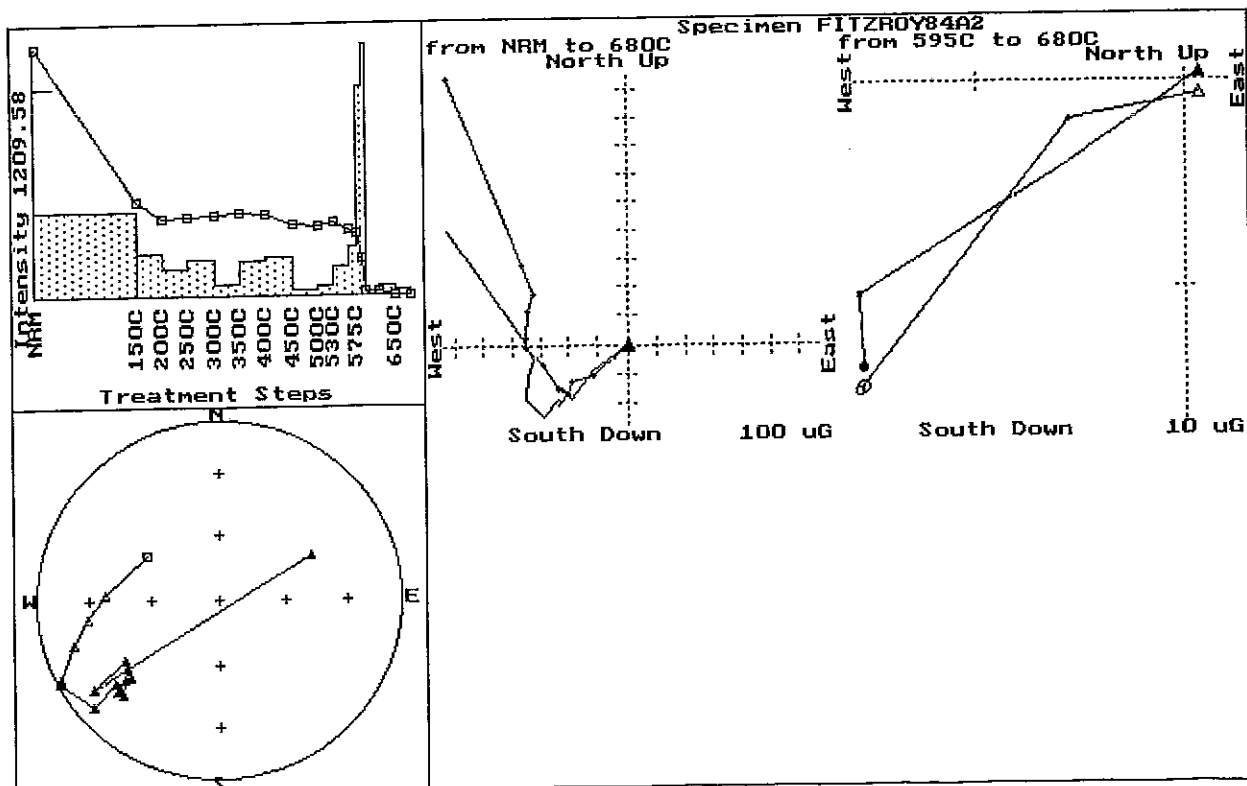 Specimen FITZROY84A2
from NRM to 680C
from 595C to 680C
North Up
North Up
West
East
West
East
South Down
100 uG
South Down
10 uG
Intensity 1209.58
NRM
150C
200C
250C
300C
350C
400C
450C
500C
530C
575C
650C
Treatment Steps
N
W
E